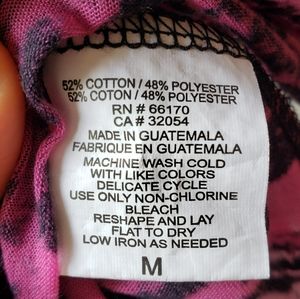 52% COTTON / 48% POLYESTER
52% COTON / 48% POLYESTER
RN # 66170
CA # 32054
MADE IN GUATEMALA
FABRIQUE EN GUATEMALA
MACHINE WASH COLD
WITH LIKE COLORS
DELICATE CYCLE
USE ONLY NON-CHLORINE
BLEACH
RESHAPE AND LAY
FLAT TO DRY
LOW IRON AS NEEDED
M